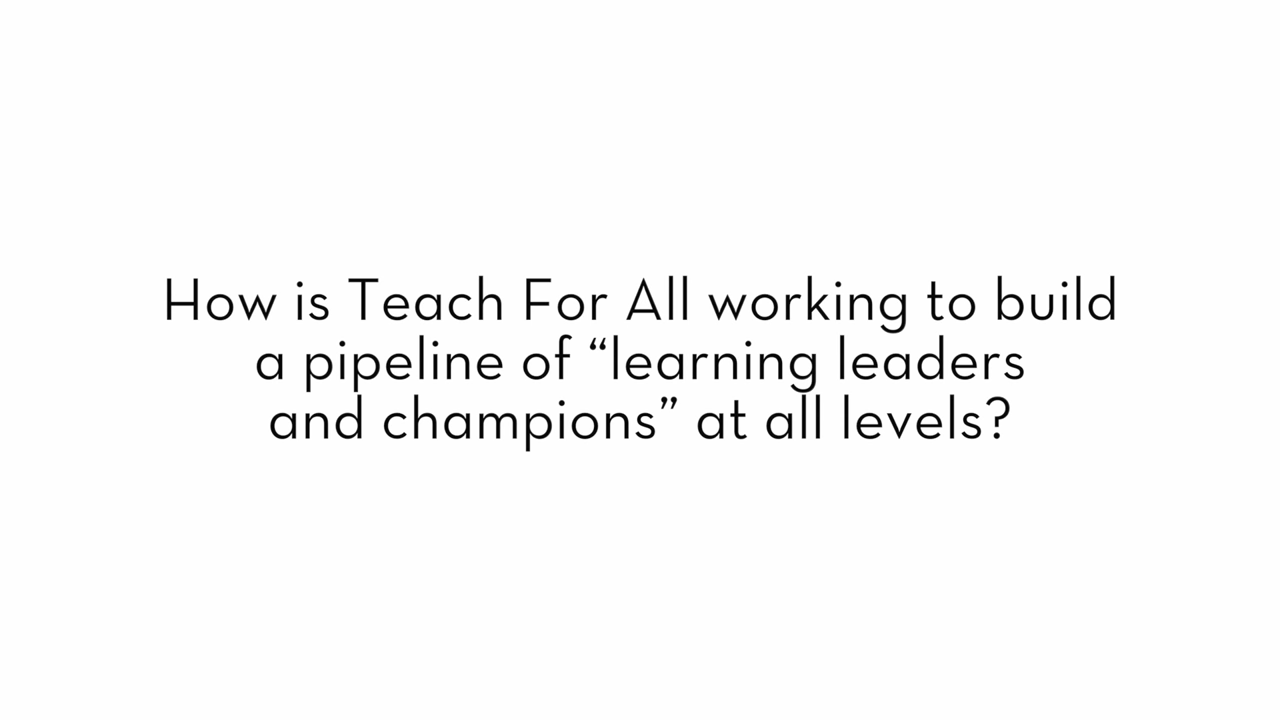 How is Teach For All working to build
a pipeline of “learning leaders
and champions” at all levels?